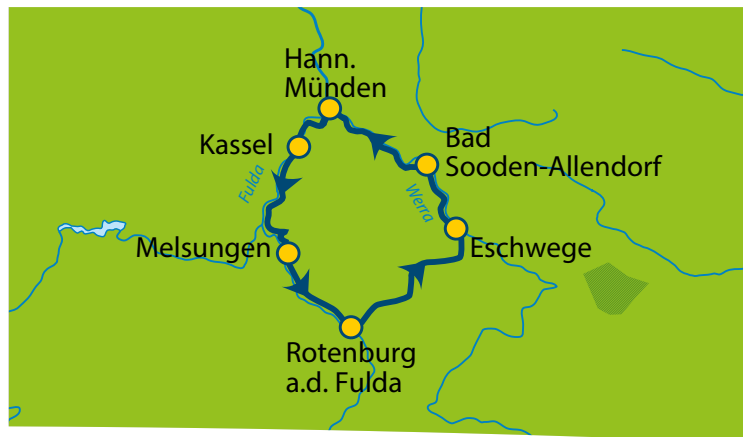 Hann.
Münden
Kassel
Bad
Sooden-Allendorf
Fulda
Werra
Melsungen
Eschwege
Rotenburg
a.d. Fulda